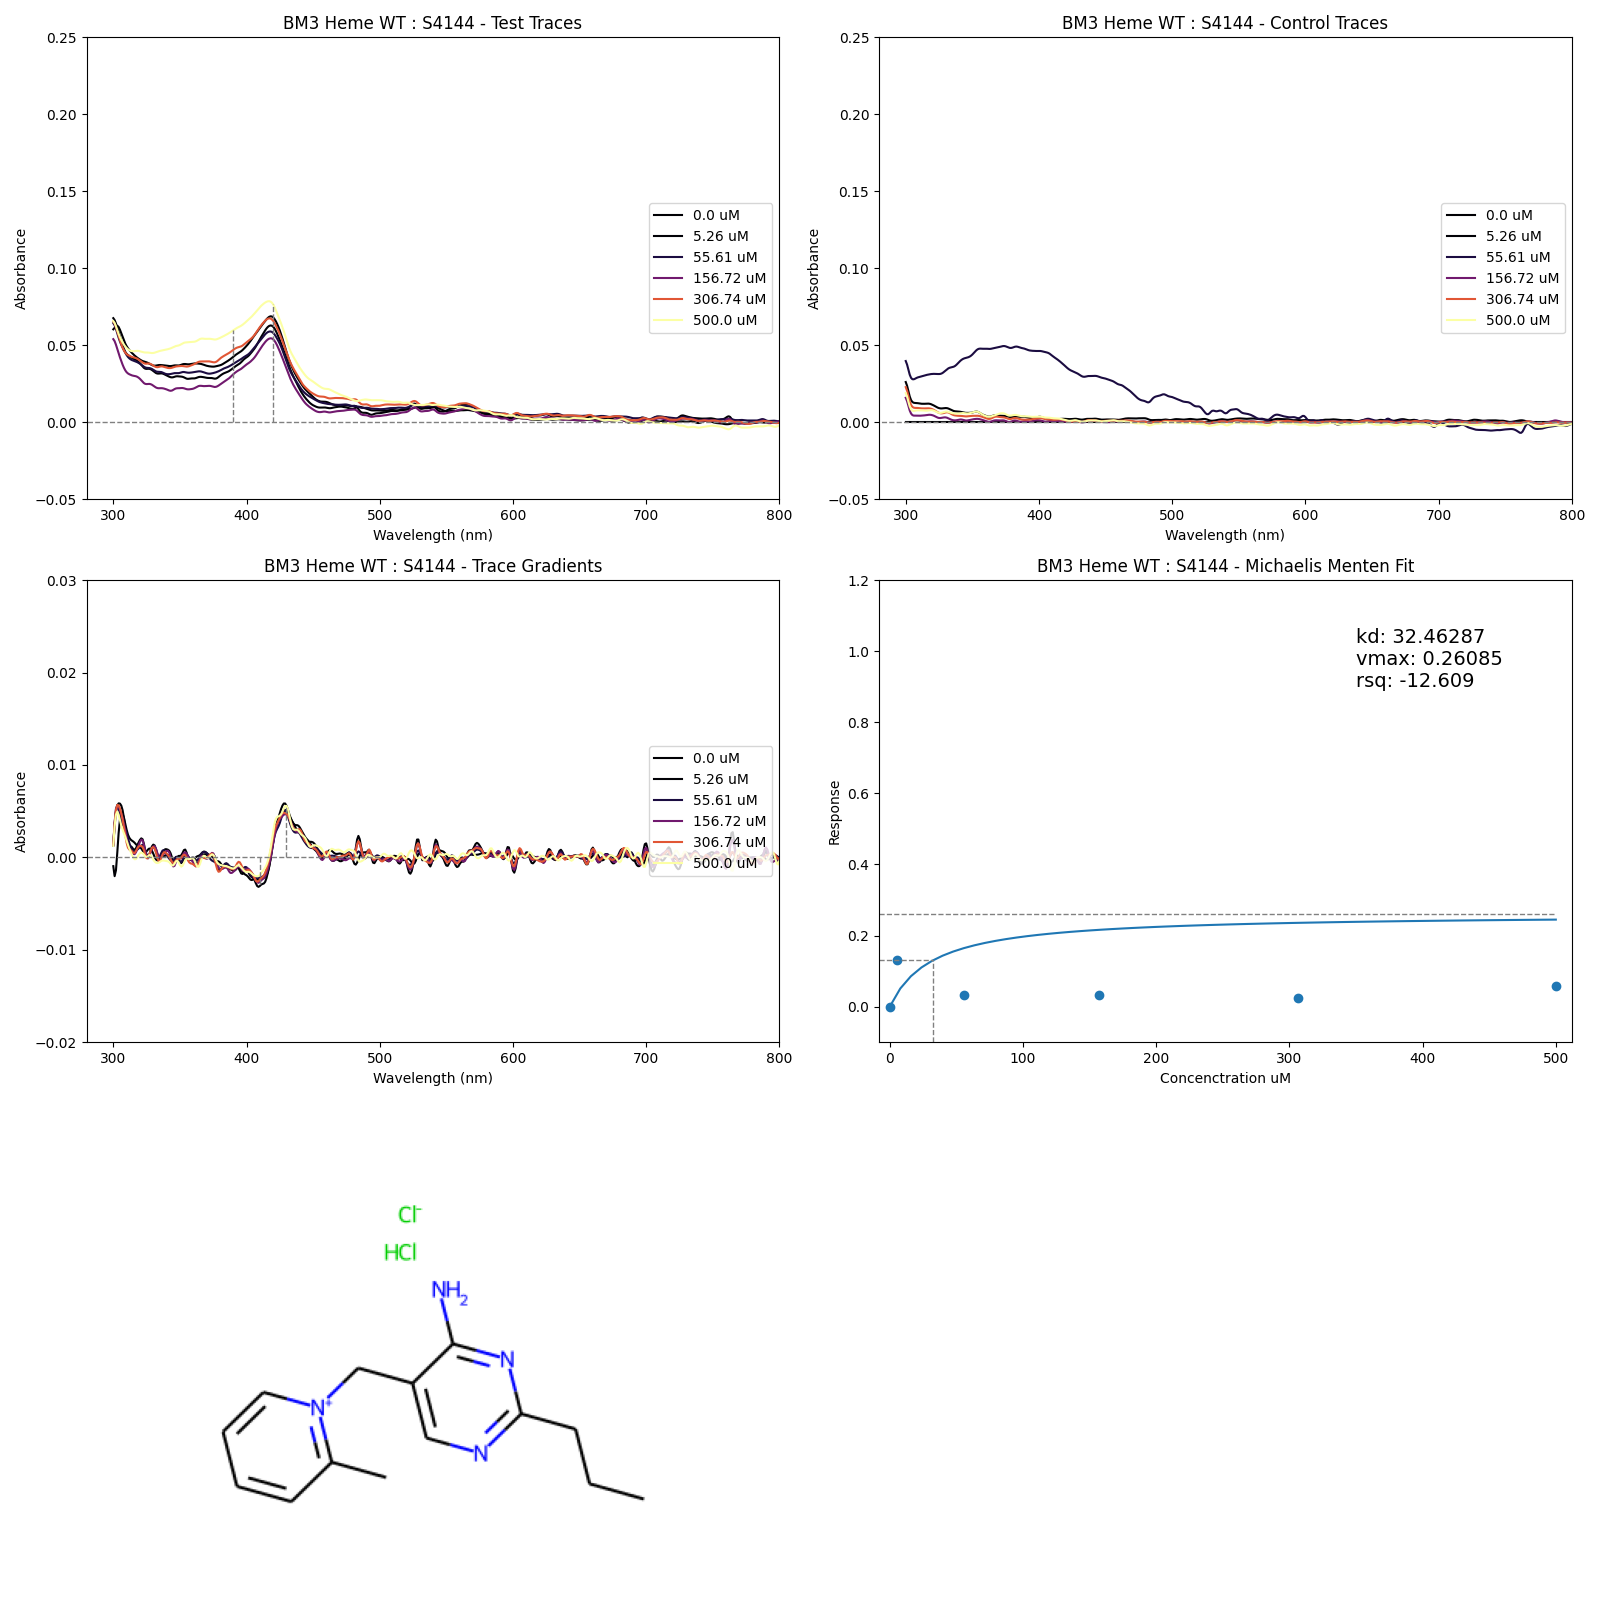 BM3 Heme WT : S4144 - Test Traces
0.25
0.20
0.15
0.10
0.05
0.00
−0.05
Absorbance
300 400 500 600 700 800
Wavelength (nm)
0.0 uM
5.26 uM
55.61 uM
156.72 uM
306.74 uM
500.0 uM
BM3 Heme WT : S4144 - Control Traces
0.25
0.20
0.15
0.10
0.05
0.00
−0.05
Absorbance
300 400 500 600 700 800
Wavelength (nm)
0.0 uM
5.26 uM
55.61 uM
156.72 uM
306.74 uM
500.0 uM
BM3 Heme WT : S4144 - Trace Gradients
0.03
0.02
0.01
0.00
−0.01
−0.02
Absorbance
300 400 500 600 700 800
Wavelength (nm)
0.0 uM
5.26 uM
55.61 uM
156.72 uM
306.74 uM
500.0 uM
BM3 Heme WT : S4144 - Michaelis Menten Fit
1.2
1.0
0.8
0.6
0.4
0.2
0.0
Response
0 100 200 300 400 500
Concenctration uM
kd: 32.46287
vmax: 0.26085
rsq: -12.609
Cl-
HCl
NH2
N
N+
N